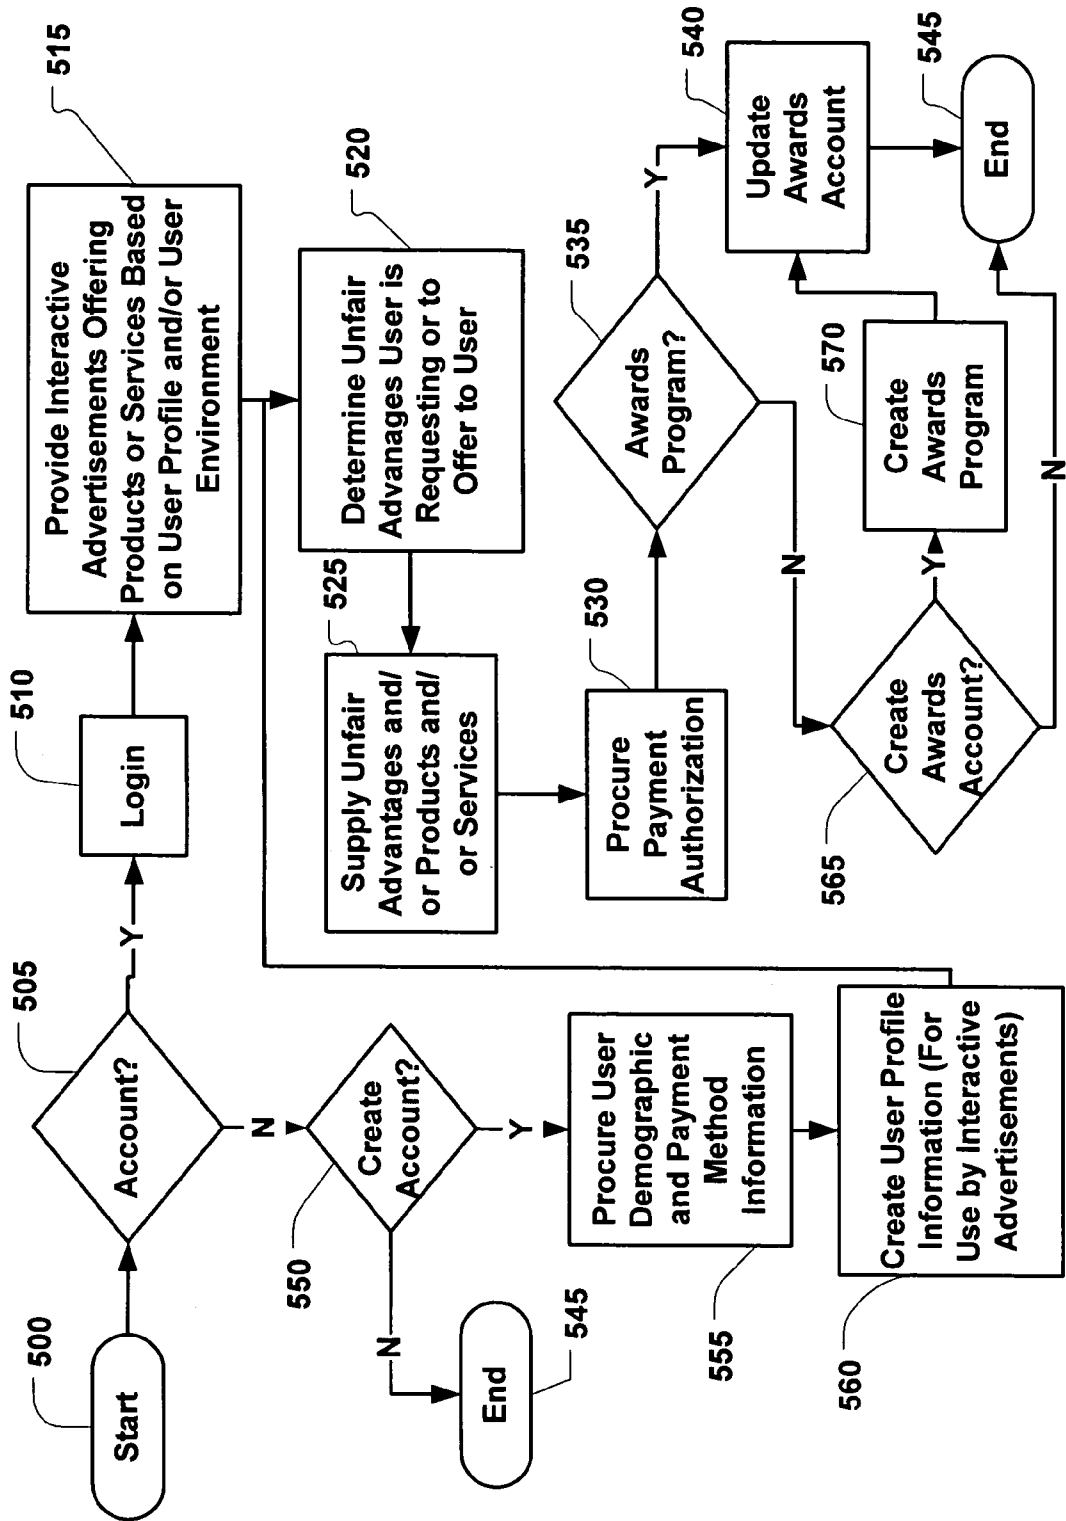 500
Start
505
Account?
Y
510
Login
515
Provide Interactive
Advertisements Offering
Products or Services Based
on User Profile and/or User
Environment
520
Determine Unfair
Advanages User is
Requesting or to
Offer to User
525
Supply Unfair
Advantages and/
or Products and/
or Services
530
Procure
Payment
Authorization
535
Awards
Program?
Y
540
Update
Awards
Account
545
End
N
550
Create
Account?
N
545
End
Y
555
Procure User
Demographic
and Payment
Method
Information
560
Create User Profile
Information (For
Use by Interactive
Advertisements)
N
565
Create
Awards
Account?
Y
570
Create
Awards
Program
N